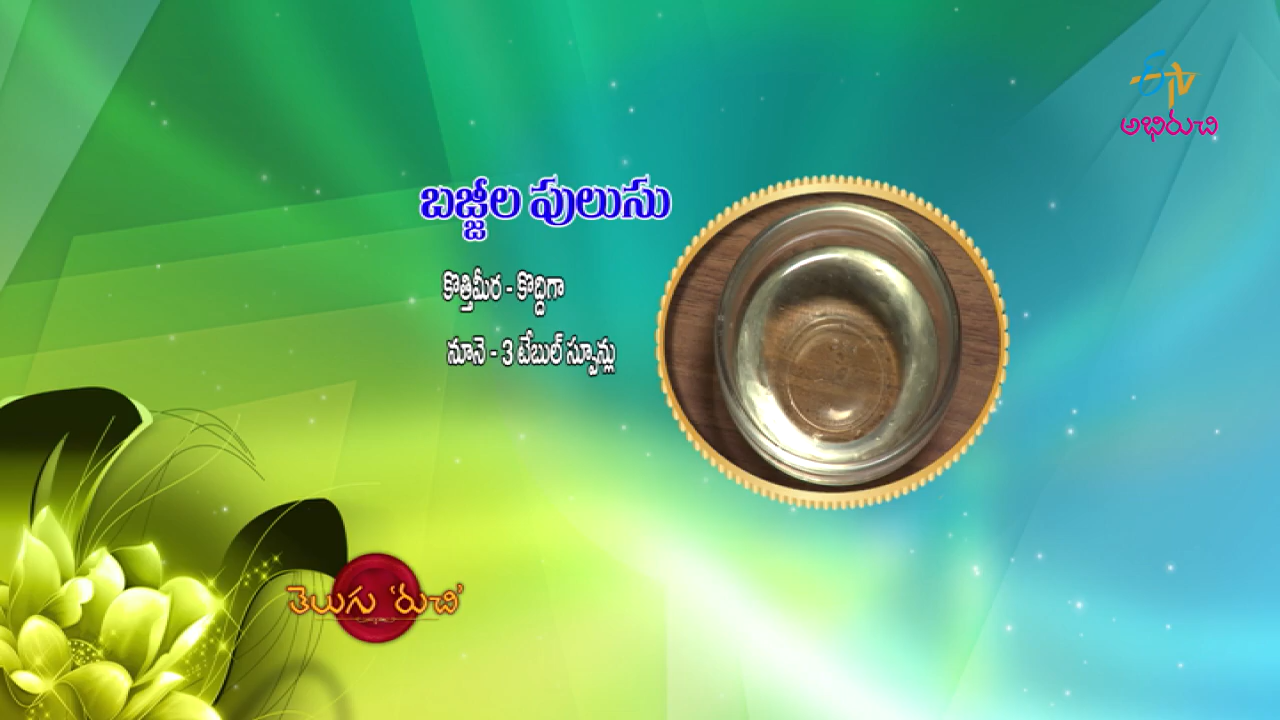 ETV
అభిరుచి
బజ్జీల పులుసు
కొత్తిమీర - కొద్దిగా
నూనె - 3 టేబుల్ స్పూన్లు
తెలుగు 'రుచి'